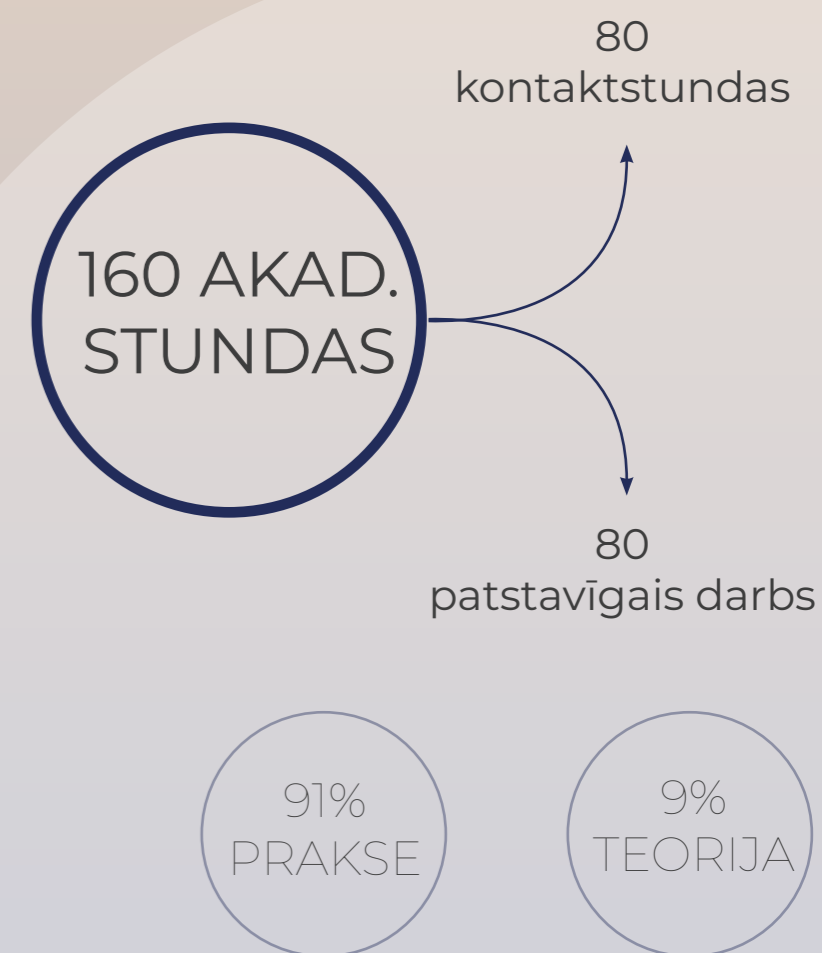 80
kontaktstundas
160 AKAD.
STUNDAS
80
patstavīgais darbs
91%
PRAKSE
9%
TEORIJA